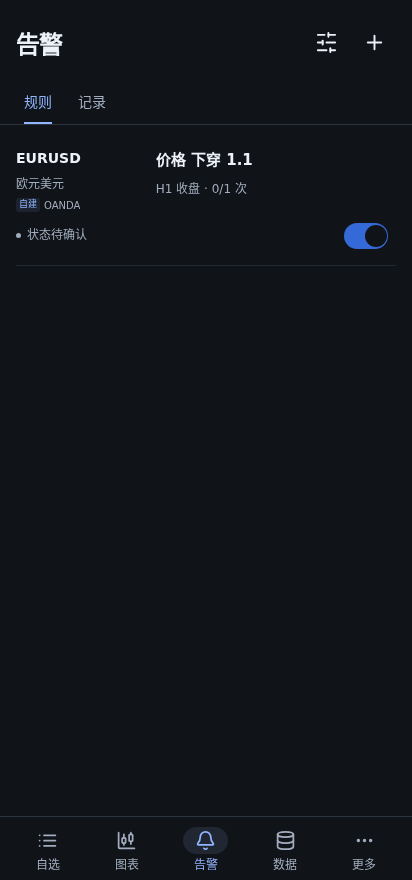 告警
规则 记录
EURUSD
价格 下穿 1.1
欧元美元
H1 收盘 · 0/1 次
自建 OANDA
状态待确认
自选 图表 告警 数据 更多